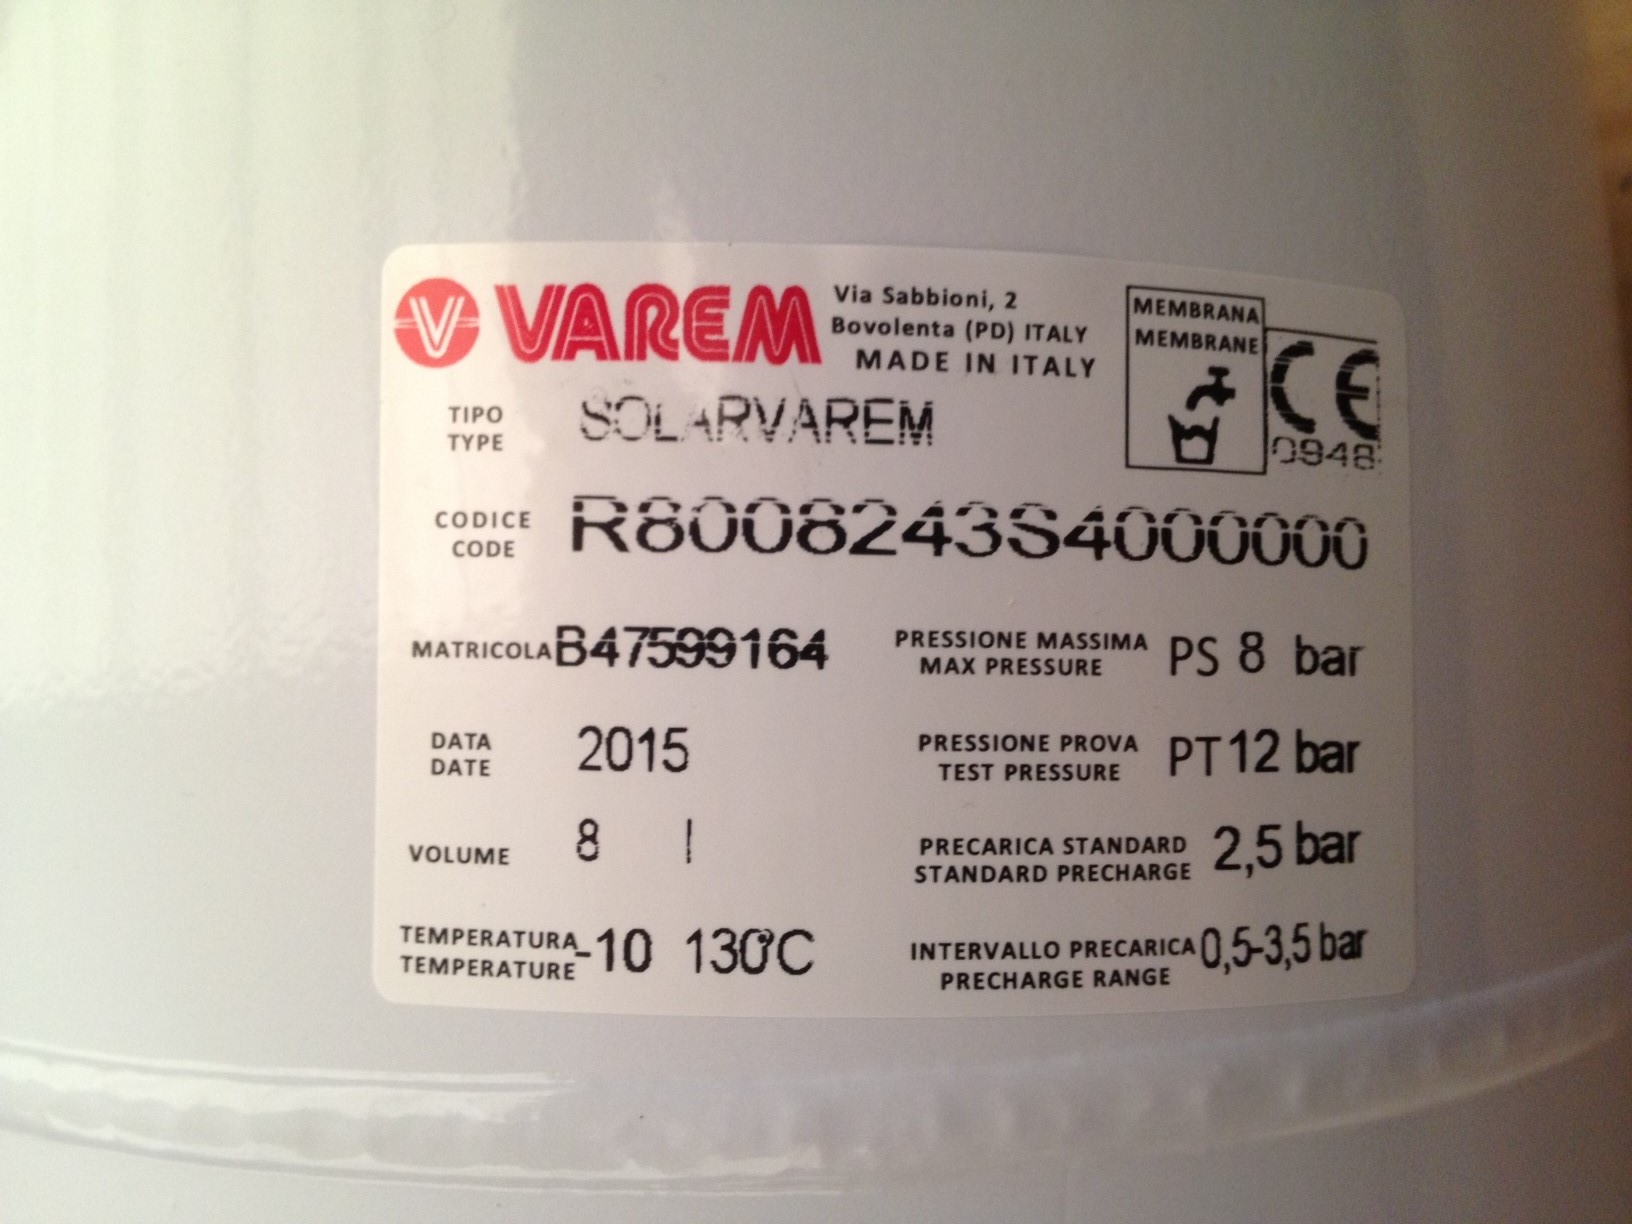 VAREM
Via Sabbioni, 2
Bovolenta (PD) ITALY
MADE IN ITALY
MEMBRANA
MEMBRANE
CE
0948
TIPO
TYPE
SOLARVAREM
CODICE
CODE
R8008243S4000000
MATRICOLA B47599164
PRESSIONE MASSIMA
MAX PRESSURE
PS 8 bar
DATA
DATE
2015
PRESSIONE PROVA
TEST PRESSURE
PT 12 bar
VOLUME 8 l
PRECARICA STANDARD
STANDARD PRECHARGE
2,5 bar
TEMPERATURA
TEMPERATURE
-10 130°C
INTERVALLO PRECARICA
PRECHARGE RANGE
0,5-3,5 bar